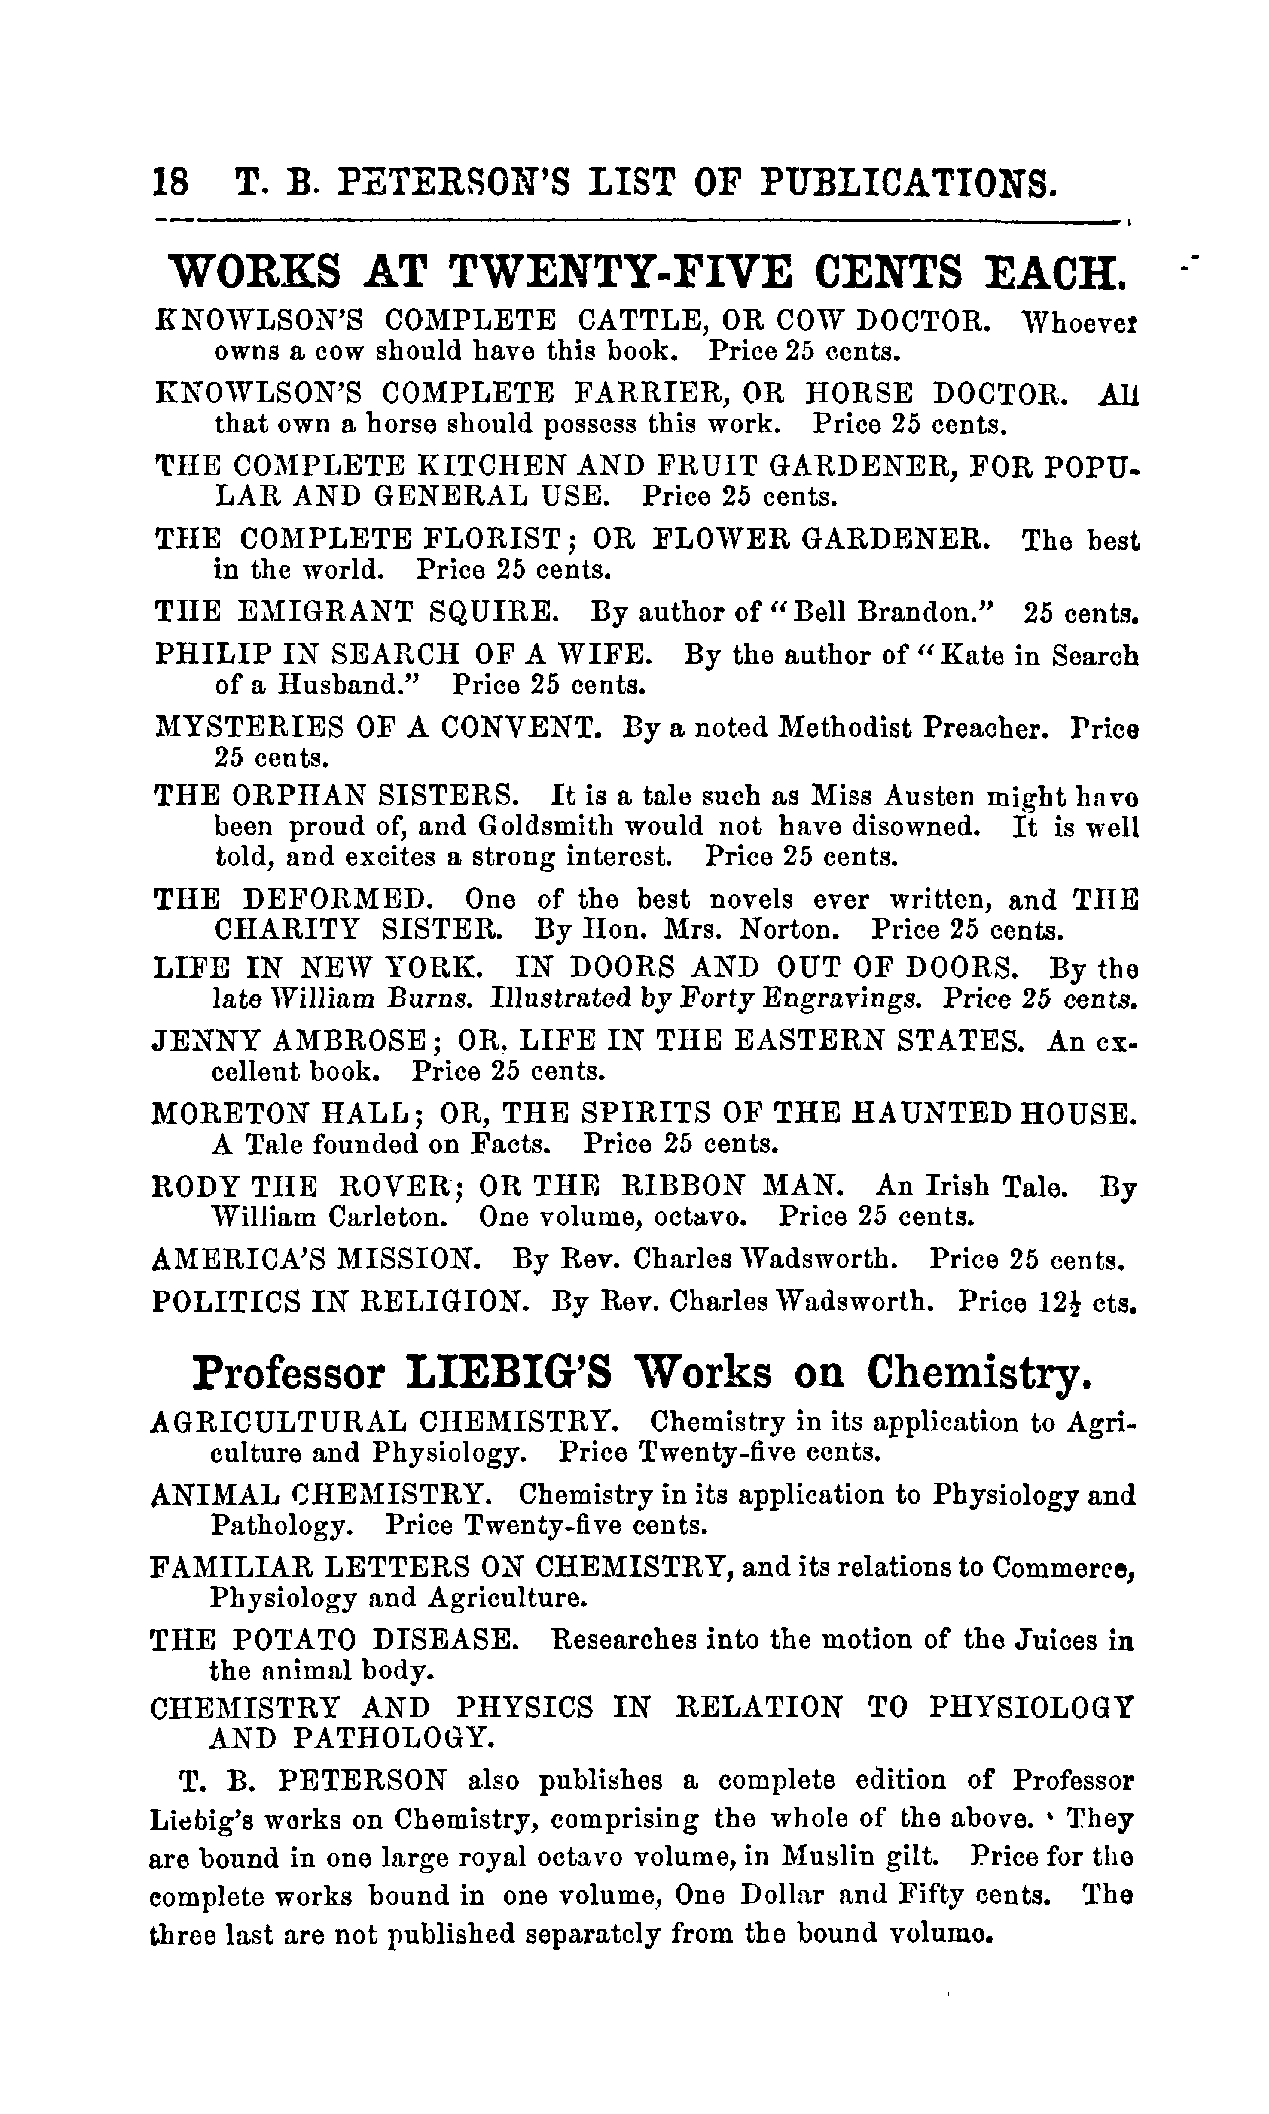 18 T. B. PETERSON'S LIST OF PUBLICATIONS.
WORKS AT TWENTY-FIVE CENTS EACH.
KNOWLSON'S COMPLETE CATTLE, OR COW DOCTOR. Whoever
owns a cow should have this book. Price 25 cents.
KNOWLSON'S COMPLETE FARRIER, OR HORSE DOCTOR. All
that own a horse should possess this work. Price 25 cents.
THE COMPLETE KITCHEN AND FRUIT GARDENER, FOR POPU-
LAR AND GENERAL USE. Price 25 cents.
THE COMPLETE FLORIST; OR FLOWER GARDENER. The best
in the world. Price 25 cents.
THE EMIGRANT SQUIRE. By author of "Bell Brandon." 25 cents.
PHILIP IN SEARCH OF A WIFE. By the author of "Kate in Search
of a Husband." Price 25 cents.
MYSTERIES OF A CONVENT. By a noted Methodist Preacher. Price
25 cents.
THE ORPHAN SISTERS. It is a tale such as Miss Austen might have
been proud of, and Goldsmith would not have disowned. It is well
told, and excites a strong interest. Price 25 cents.
THE DEFORMED. One of the best novels ever written, and THE
CHARITY SISTER. By Hon. Mrs. Norton. Price 25 cents.
LIFE IN NEW YORK. IN DOORS AND OUT OF DOORS. By the
late William Burns. Illustrated by Forty Engravings. Price 25 cents.
JENNY AMBROSE; OR, LIFE IN THE EASTERN STATES. An ex-
cellent book. Price 25 cents.
MORETON HALL; OR, THE SPIRITS OF THE HAUNTED HOUSE.
A Tale founded on Facts. Price 25 cents.
RODY THE ROVER; OR THE RIBBON MAN. An Irish Tale. By
William Carleton. One volume, octavo. Price 25 cents.
AMERICA'S MISSION. By Rev. Charles Wadsworth. Price 25 cents.
POLITICS IN RELIGION. By Rev. Charles Wadsworth. Price 12½ cts.
Professor LIEBIG'S Works on Chemistry.
AGRICULTURAL CHEMISTRY. Chemistry in its application to Agri-
culture and Physiology. Price Twenty-five cents.
ANIMAL CHEMISTRY. Chemistry in its application to Physiology and
Pathology. Price Twenty-five cents.
FAMILIAR LETTERS ON CHEMISTRY, and its relations to Commerce,
Physiology and Agriculture.
THE POTATO DISEASE. Researches into the motion of the Juices in
the animal body.
CHEMISTRY AND PHYSICS IN RELATION TO PHYSIOLOGY
AND PATHOLOGY.
T. B. PETERSON also publishes a complete edition of Professor
Liebig's works on Chemistry, comprising the whole of the above. They
are bound in one large royal octavo volume, in Muslin gilt. Price for the
complete works bound in one volume, One Dollar and Fifty cents. The
three last are not published separately from the bound volume.